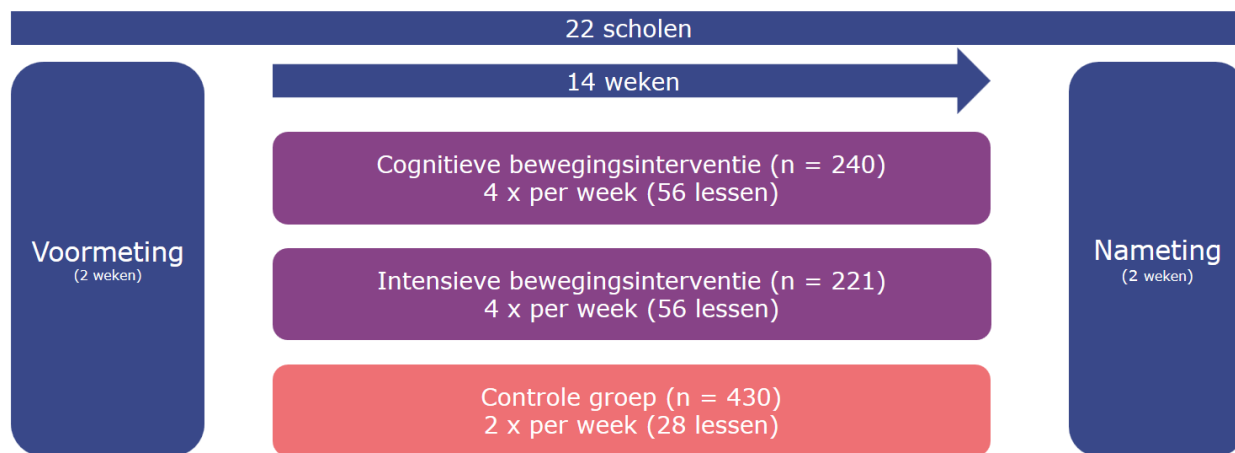 22 scholen
14 weken
Voormeting
(2 weken)
Cognitieve bewegingsinterventie (n = 240)
4 x per week (56 lessen)
Intensieve bewegingsinterventie (n = 221)
4 x per week (56 lessen)
Controle groep (n = 430)
2 x per week (28 lessen)
Nameting
(2 weken)